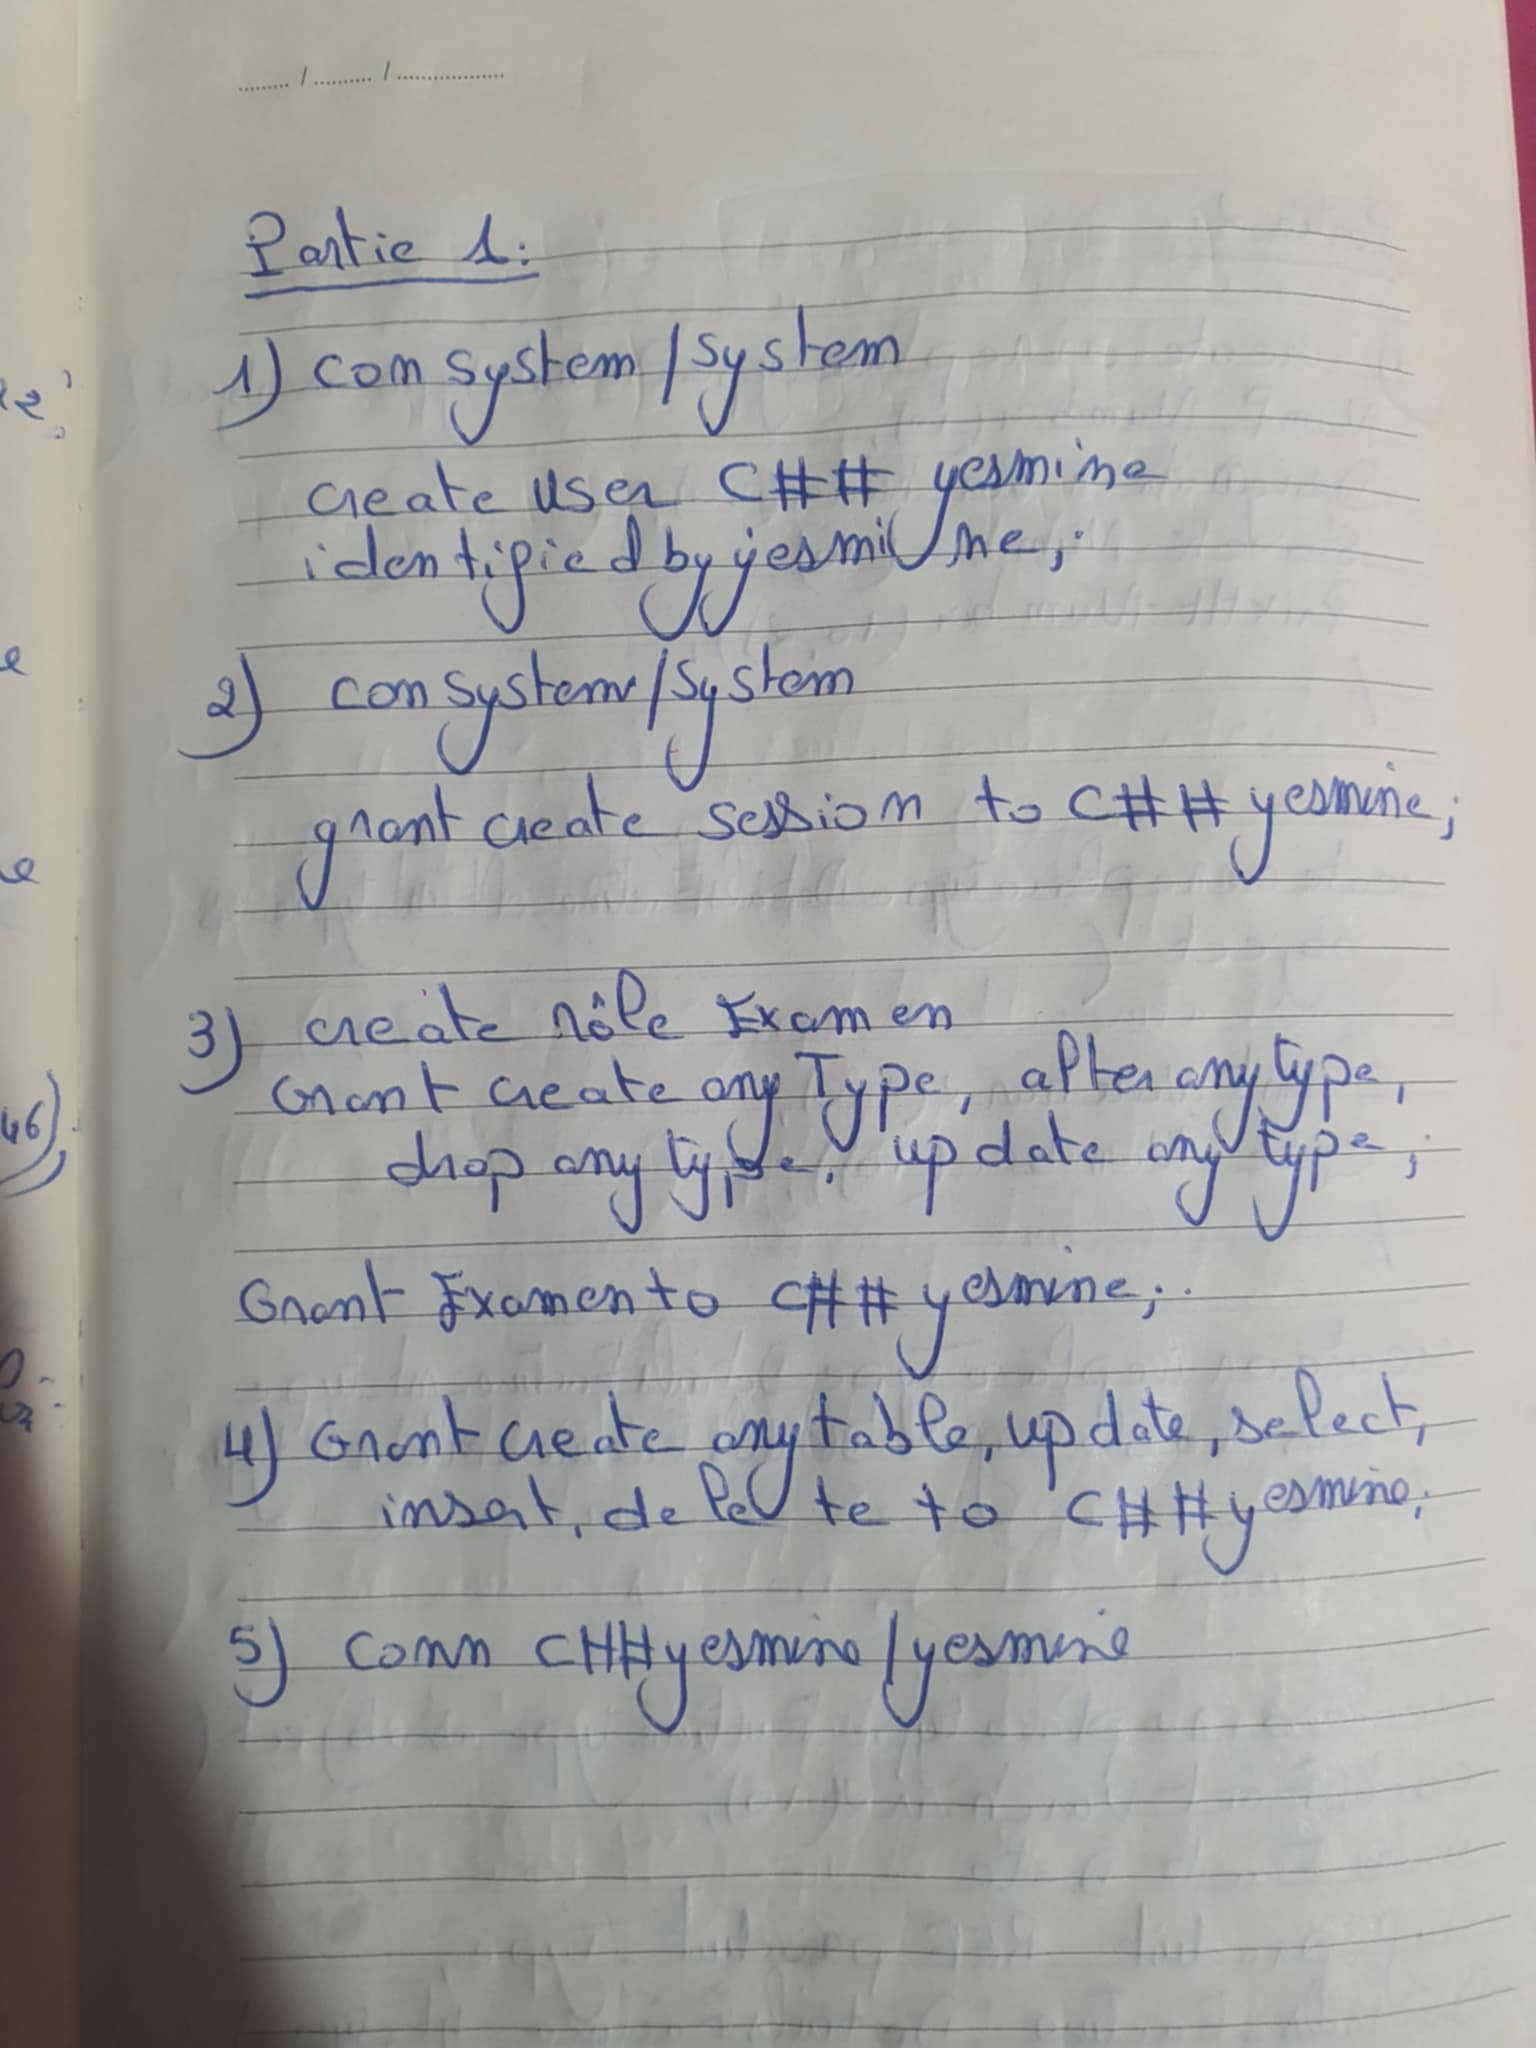 ....... / ....... / ..............
Partie 1:
1) con system/system
create user C## yesmine
identified by yesmine;
2) con system/system
grant create session to C## yesmine;
3) create rôle Examen
Grant create any Type, alter any type,
drop any type, update any type;
Grant Examen to C## yesmine;
4) Grant create any table, update, select,
insert, delete to C## yesmine;
5) conn C##yesmine/yesmine
46)